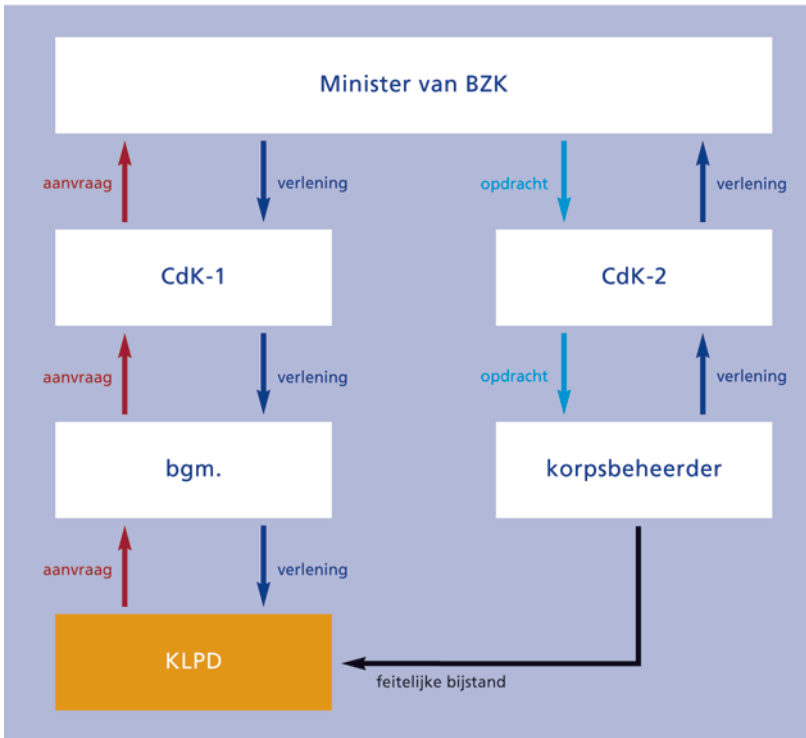 Minister van BZK
aanvraag
verlening
opdracht
verlening
CdK-1
CdK-2
aanvraag
verlening
opdracht
verlening
bgm.
korpsbeheerder
aanvraag
verlening
KLPD
feitelijke bijstand